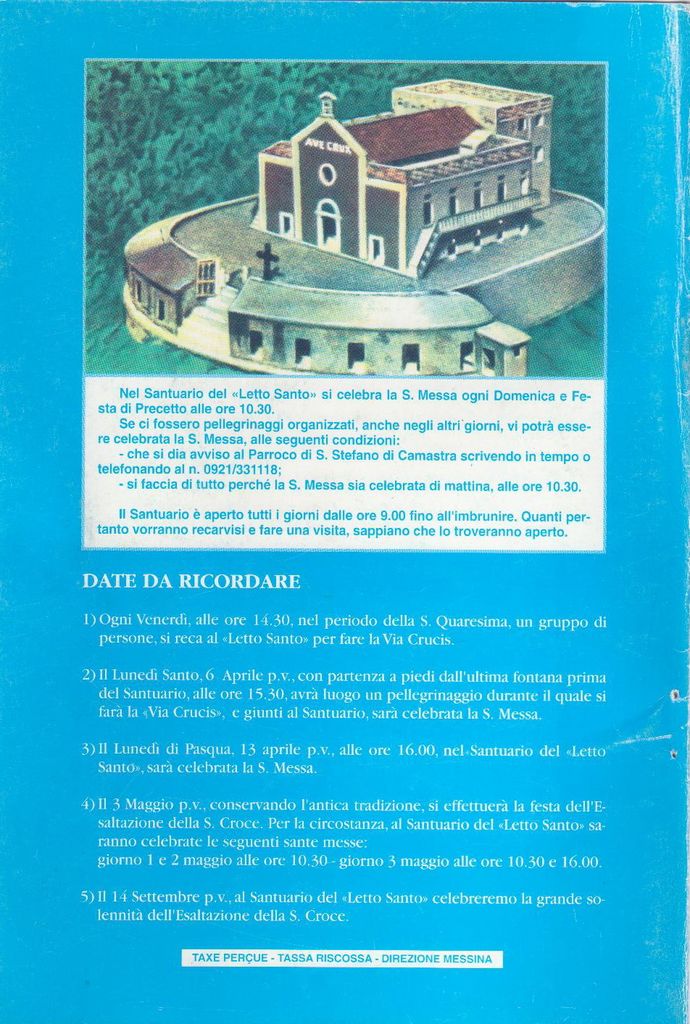 AVE CRUX
Nel Santuario del «Letto Santo» si celebra la S. Messa ogni Domenica e Fe-
sta di Precetto alle ore 10.30.
Se ci fossero pellegrinaggi organizzati, anche negli altri giorni, vi potrà esse-
re celebrata la S. Messa, alle seguenti condizioni:
- che si dia avviso al Parroco di S. Stefano di Camastra scrivendo in tempo o
telefonando al n. 0921/331118;
- si faccia di tutto perché la S. Messa sia celebrata di mattina, alle ore 10.30.
Il Santuario è aperto tutti i giorni dalle ore 9.00 fino all'imbrunire. Quanti per-
tanto vorranno recarvisi e fare una visita, sappiano che lo troveranno aperto.
DATE DA RICORDARE
1) Ogni Venerdì, alle ore 14.30, nel periodo della S. Quaresima, un gruppo di
persone, si reca al «Letto Santo» per fare la Via Crucis.
2) Il Lunedì Santo, 6 Aprile p.v., con partenza a piedi dall'ultima fontana prima
del Santuario, alle ore 15.30, avrà luogo un pellegrinaggio durante il quale si
farà la «Via Crucis», e giunti al Santuario, sarà celebrata la S. Messa.
3) Il Lunedì di Pasqua, 13 aprile p.v., alle ore 16.00, nel Santuario del «Letto
Santo», sarà celebrata la S. Messa.
4) Il 3 Maggio p.v., conservando l'antica tradizione, si effettuerà la festa dell'E-
saltazione della S. Croce. Per la circostanza, al Santuario del «Letto Santo» sa-
ranno celebrate le seguenti sante messe:
giorno 1 e 2 maggio alle ore 10.30 - giorno 3 maggio alle ore 10.30 e 16.00.
5) Il 14 Settembre p.v., al Santuario del «Letto Santo» celebreremo la grande so-
lennità dell'Esaltazione della S. Croce.
TAXE PERÇUE - TASSA RISCOSSA - DIREZIONE MESSINA